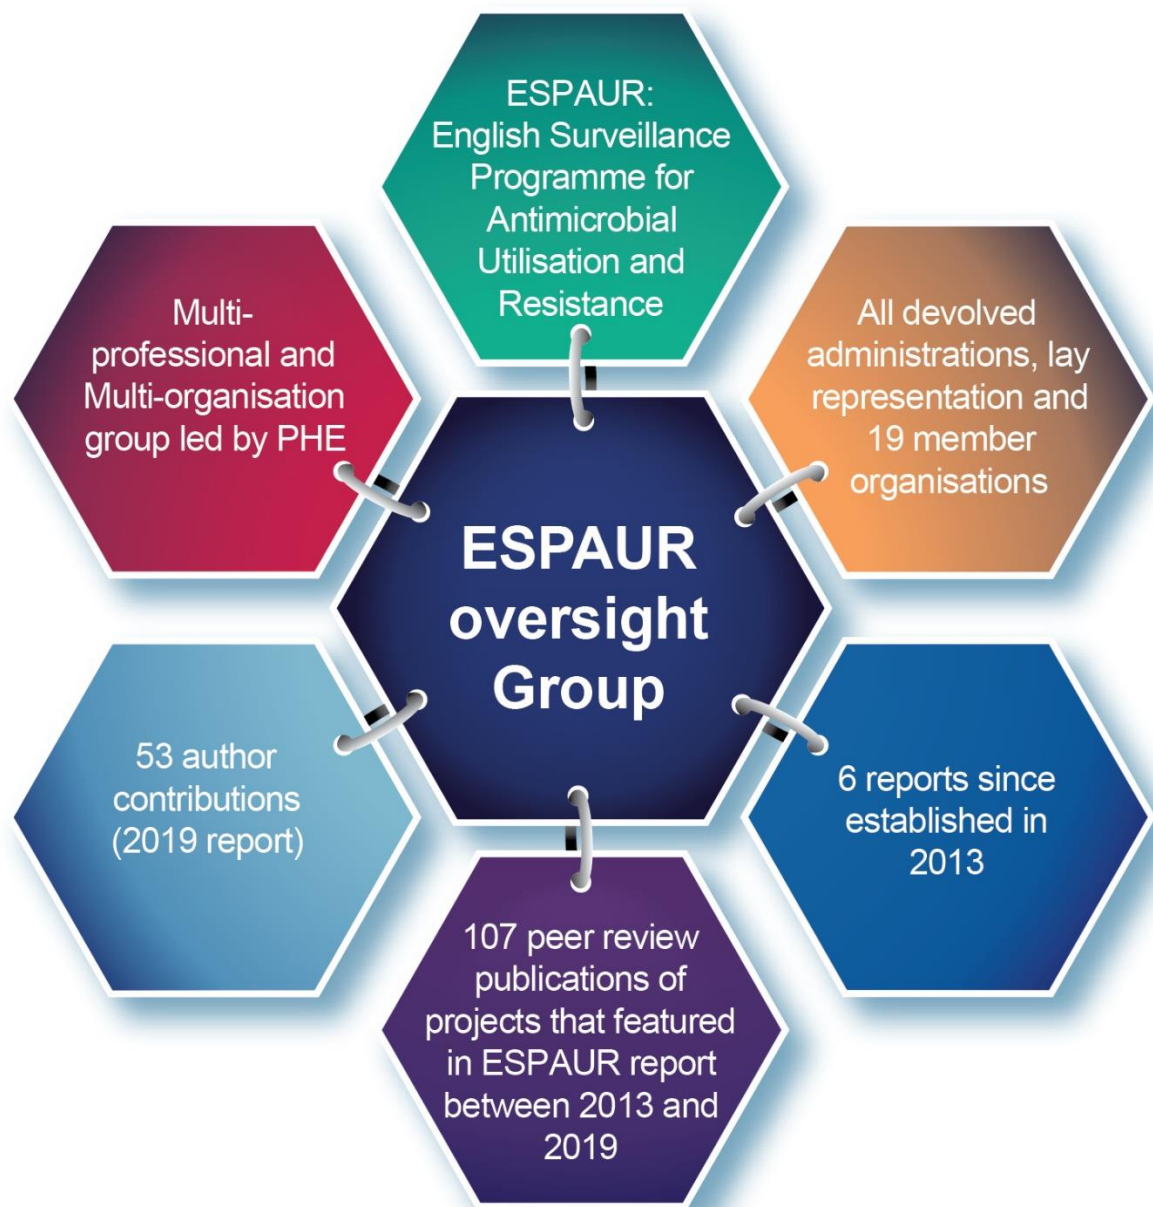 ESPAUR:
English Surveillance
Programme for
Antimicrobial
Utilisation and
Resistance
Multi-
professional and
Multi-organisation
group led by PHE
All devolved
administrations, lay
representation and
19 member
organisations
ESPAUR
oversight
Group
53 author
contributions
(2019 report)
6 reports since
established in
2013
107 peer review
publications of
projects that featured
in ESPAUR report
between 2013 and
2019